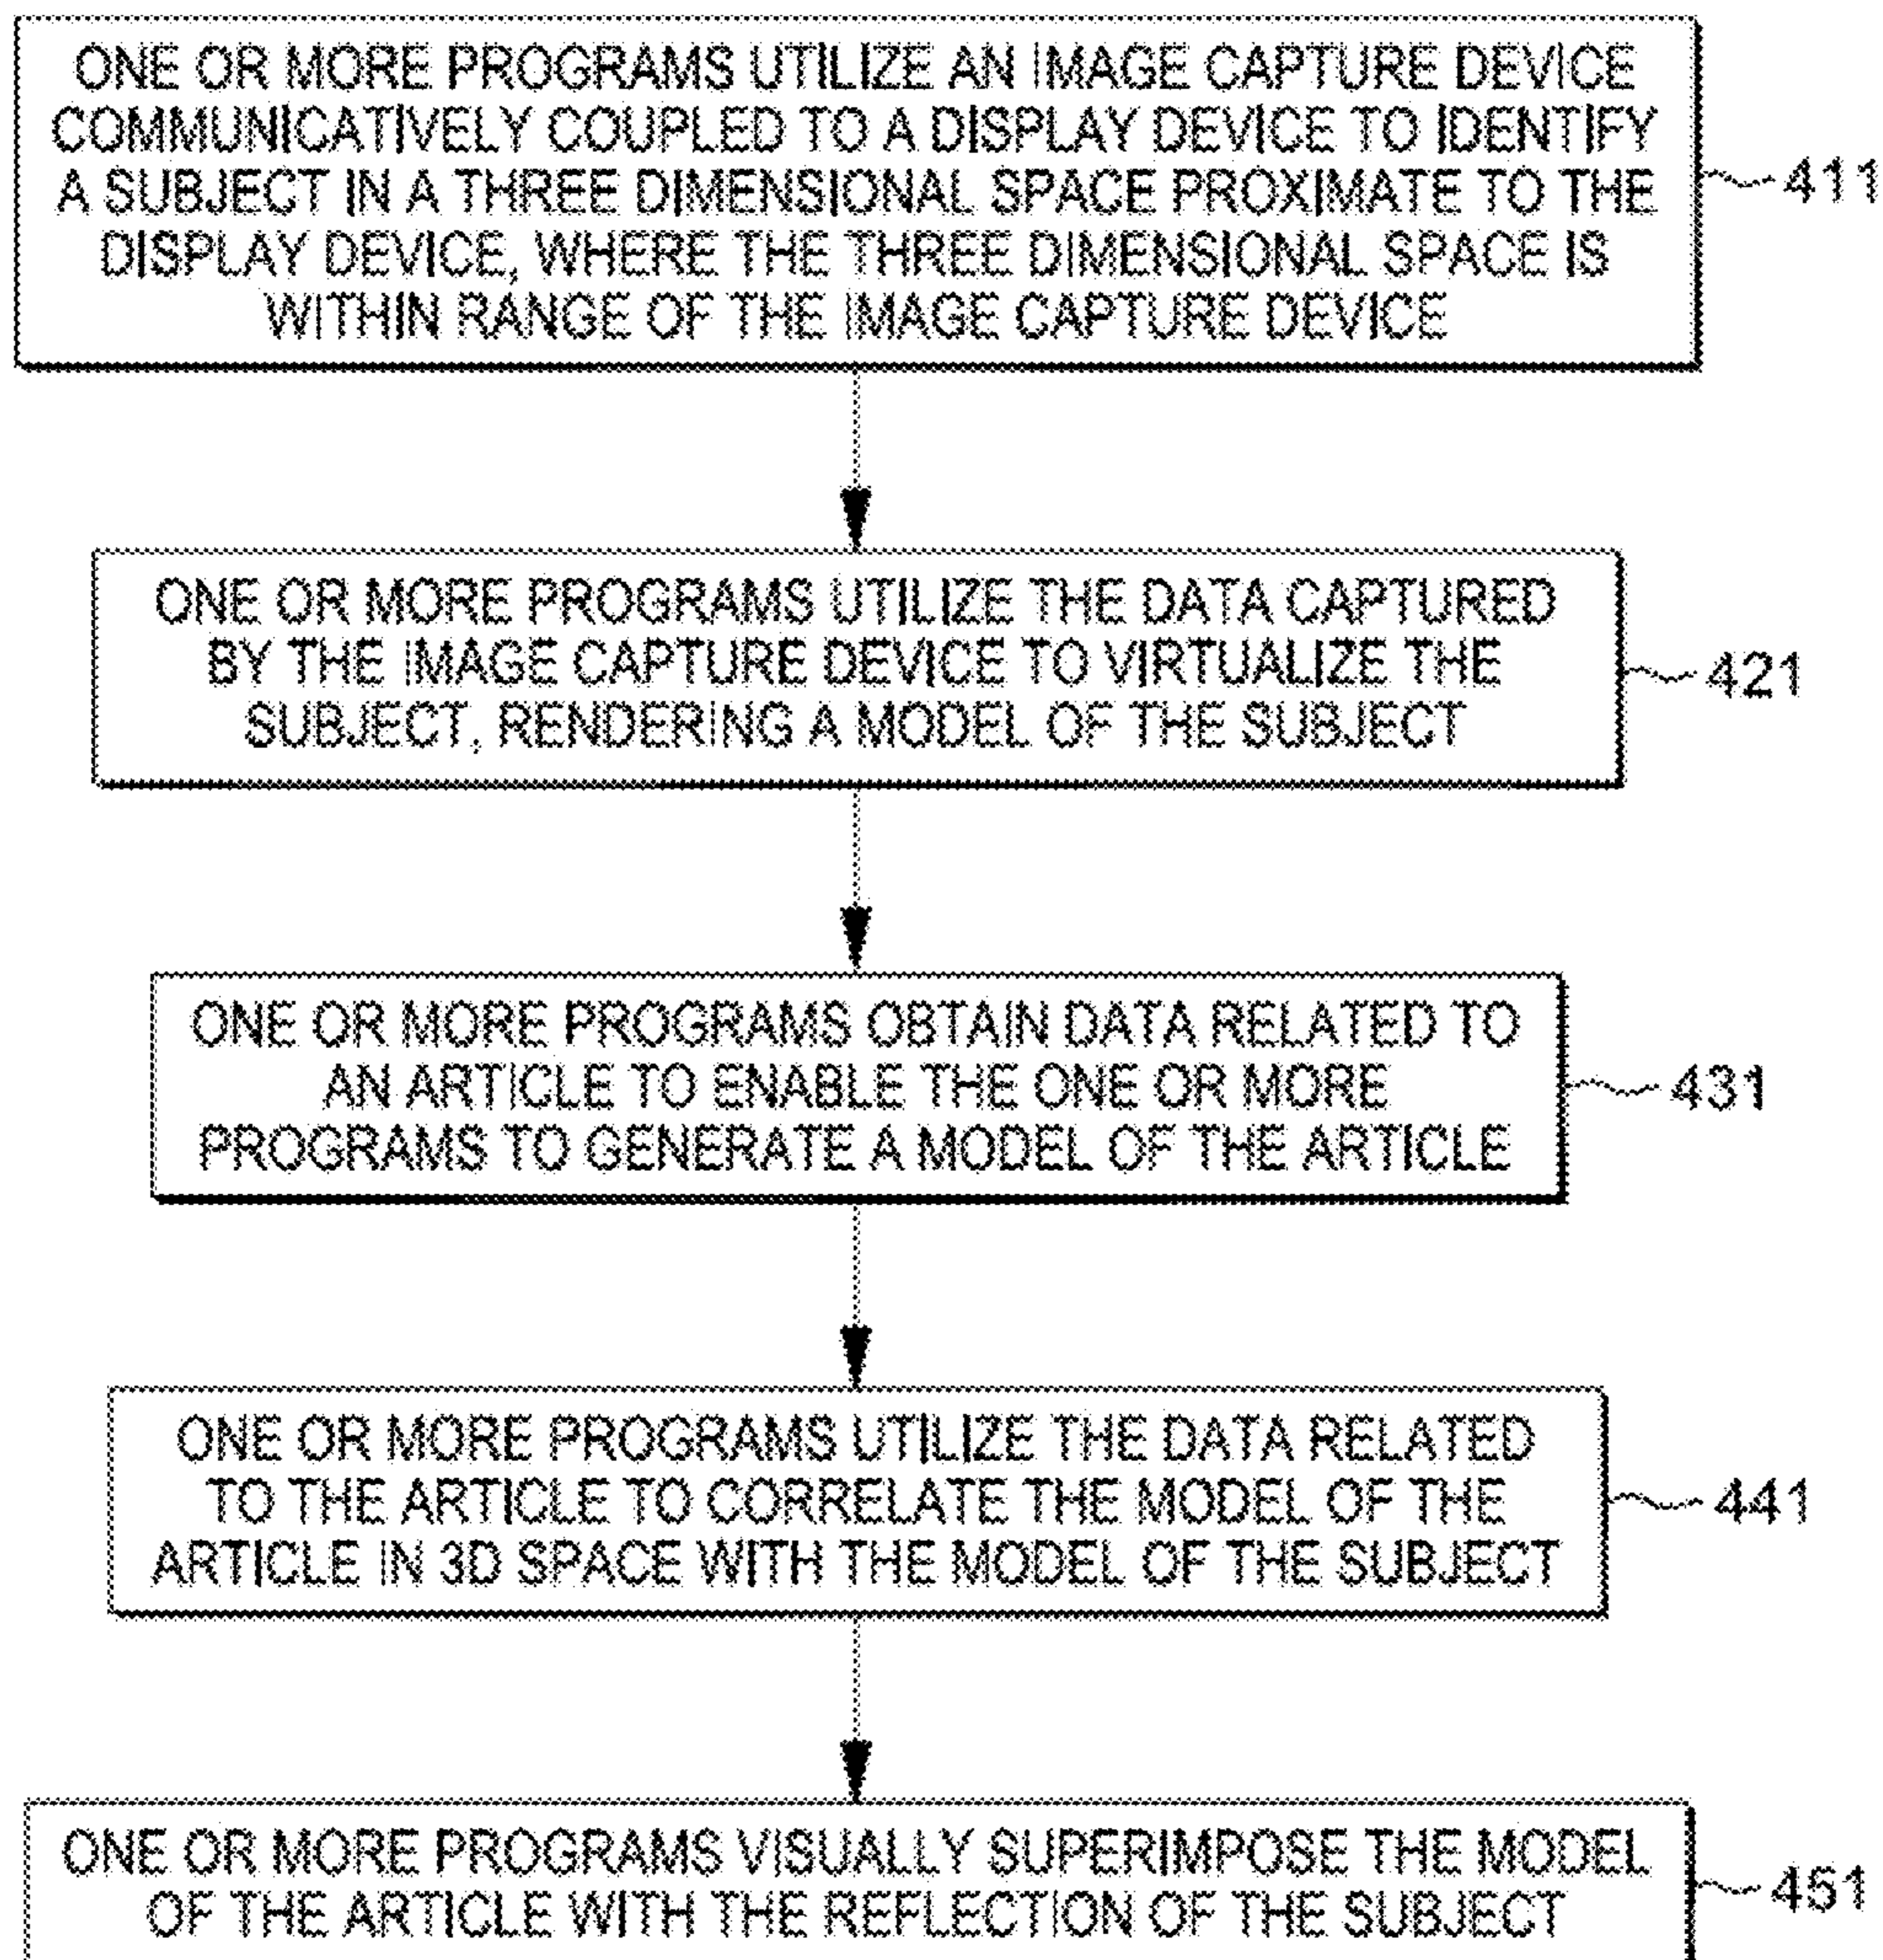 ONE OR MORE PROGRAMS UTILIZE AN IMAGE CAPTURE DEVICE
COMMUNICATIVELY COUPLED TO A DISPLAY DEVICE TO IDENTIFY
A SUBJECT IN A THREE DIMENSIONAL SPACE PROXIMATE TO THE
DISPLAY DEVICE, WHERE THE THREE DIMENSIONAL SPACE IS
WITHIN RANGE OF THE IMAGE CAPTURE DEVICE
411
ONE OR MORE PROGRAMS UTILIZE THE DATA CAPTURED
BY THE IMAGE CAPTURE DEVICE TO VIRTUALIZE THE
SUBJECT, RENDERING A MODEL OF THE SUBJECT
421
ONE OR MORE PROGRAMS OBTAIN DATA RELATED TO
AN ARTICLE TO ENABLE THE ONE OR MORE
PROGRAMS TO GENERATE A MODEL OF THE ARTICLE
431
ONE OR MORE PROGRAMS UTILIZE THE DATA RELATED
TO THE ARTICLE TO CORRELATE THE MODEL OF THE
ARTICLE IN 3D SPACE WITH THE MODEL OF THE SUBJECT
441
ONE OR MORE PROGRAMS VISUALLY SUPERIMPOSE THE MODEL
OF THE ARTICLE WITH THE REFLECTION OF THE SUBJECT
451